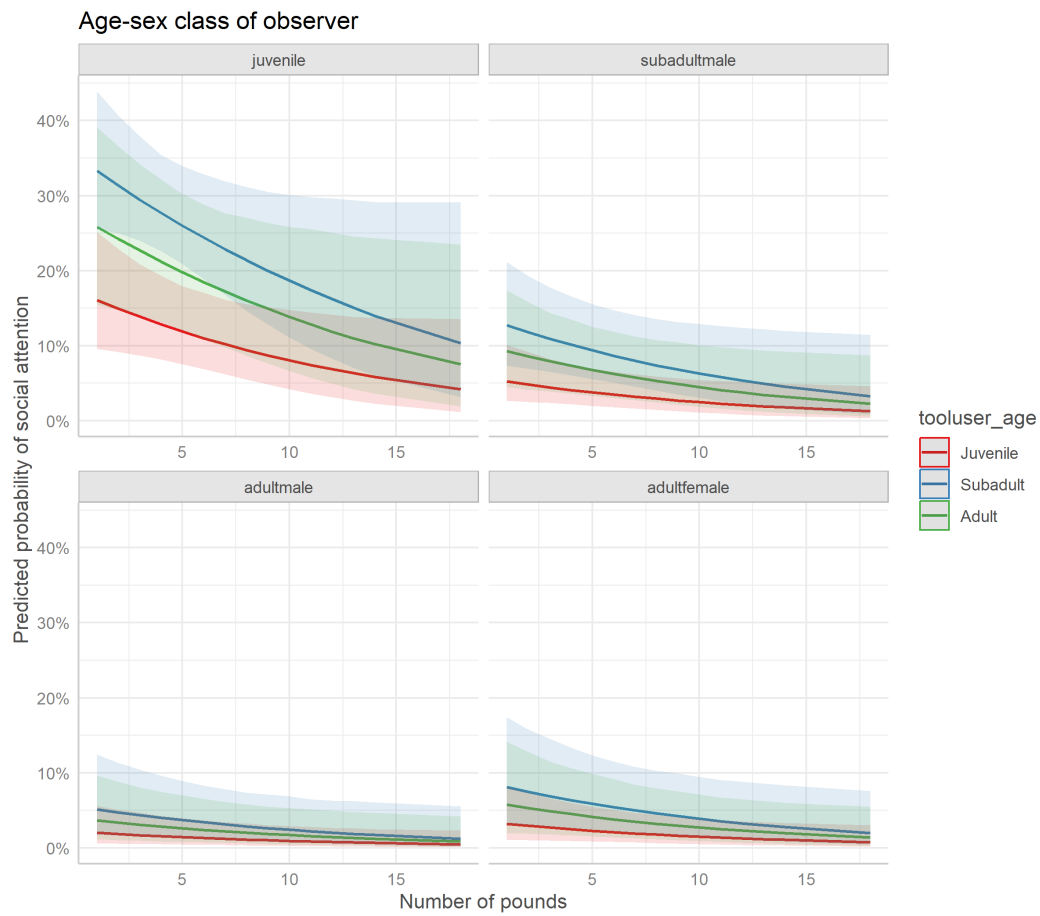 Age-sex class of observer
juvenile
subadultmale
40%
30%
20%
10%
0%
5
10
15
5
10
15
adultmale
adultfemale
40%
30%
20%
10%
0%
5
10
15
5
10
15
Predicted probability of social attention
Number of pounds
tooluser_age
Juvenile
Subadult
Adult